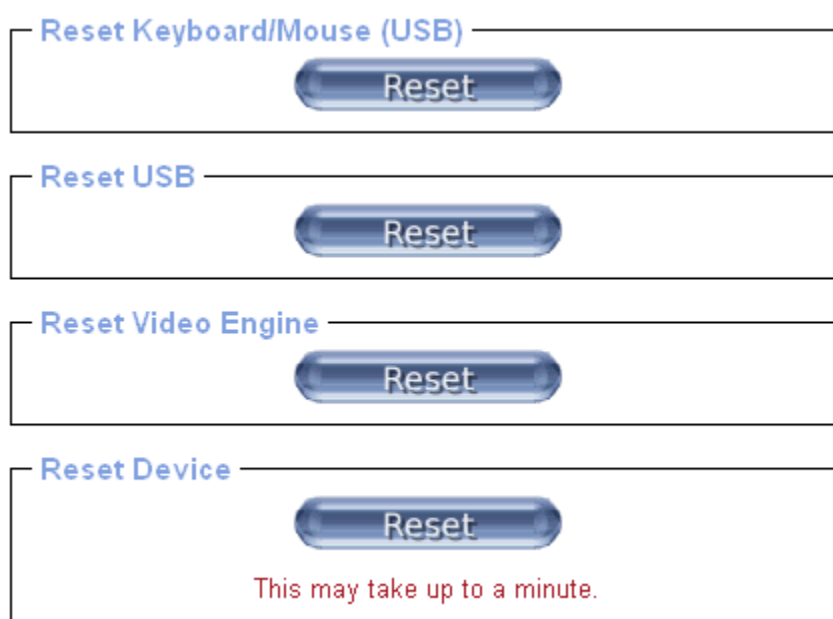 Reset Keyboard/Mouse (USB)
Reset
Reset USB
Reset
Reset Video Engine
Reset
Reset Device
Reset
This may take up to a minute.